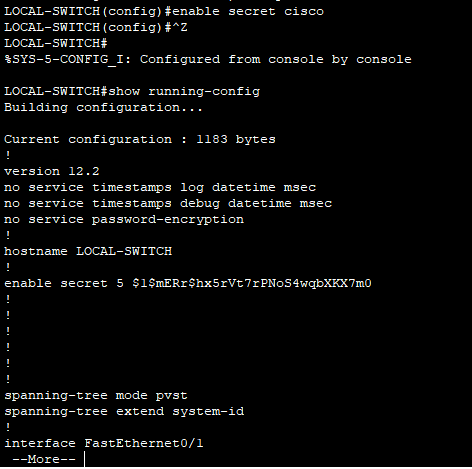 LOCAL-SWITCH(config)#enable secret cisco
LOCAL-SWITCH(config)#^Z
LOCAL-SWITCH#
%SYS-5-CONFIG_I: Configured from console by console
LOCAL-SWITCH#show running-config
Building configuration...
Current configuration : 1183 bytes
!
version 12.2
no service timestamps log datetime msec
no service timestamps debug datetime msec
no service password-encryption
!
hostname LOCAL-SWITCH
!
enable secret 5 $1$mERr$hx5rVt7rPNoS4wqbXKX7m0
!
!
!
!
!
!
spanning-tree mode pvst
spanning-tree extend system-id
!
interface FastEthernet0/1
--More--